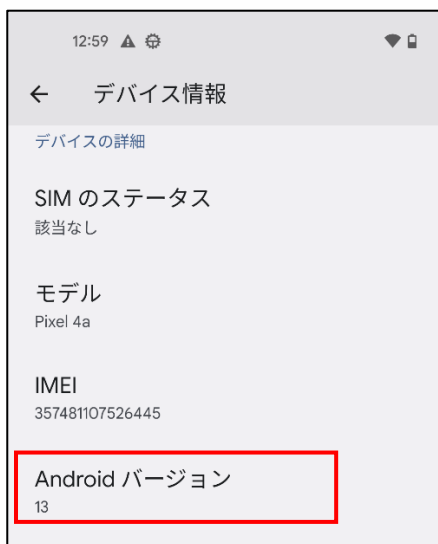 12:59
デバイス情報
デバイスの詳細
SIM のステータス
該当なし
モデル
Pixel 4a
IMEI
357481107526445
Android バージョン
13